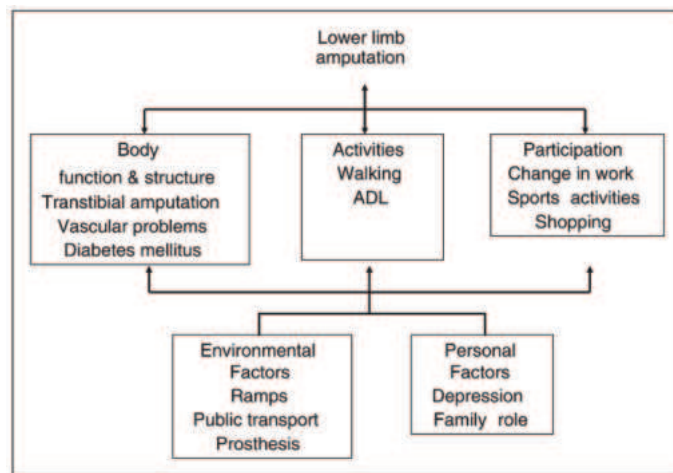 Lower limb
amputation
Body
function & structure
Transtibial amputation
Vascular problems
Diabetes mellitus
Activities
Walking
ADL
Participation
Change in work
Sports activities
Shopping
Environmental
Factors
Ramps
Public transport
Prosthesis
Personal
Factors
Depression
Family role